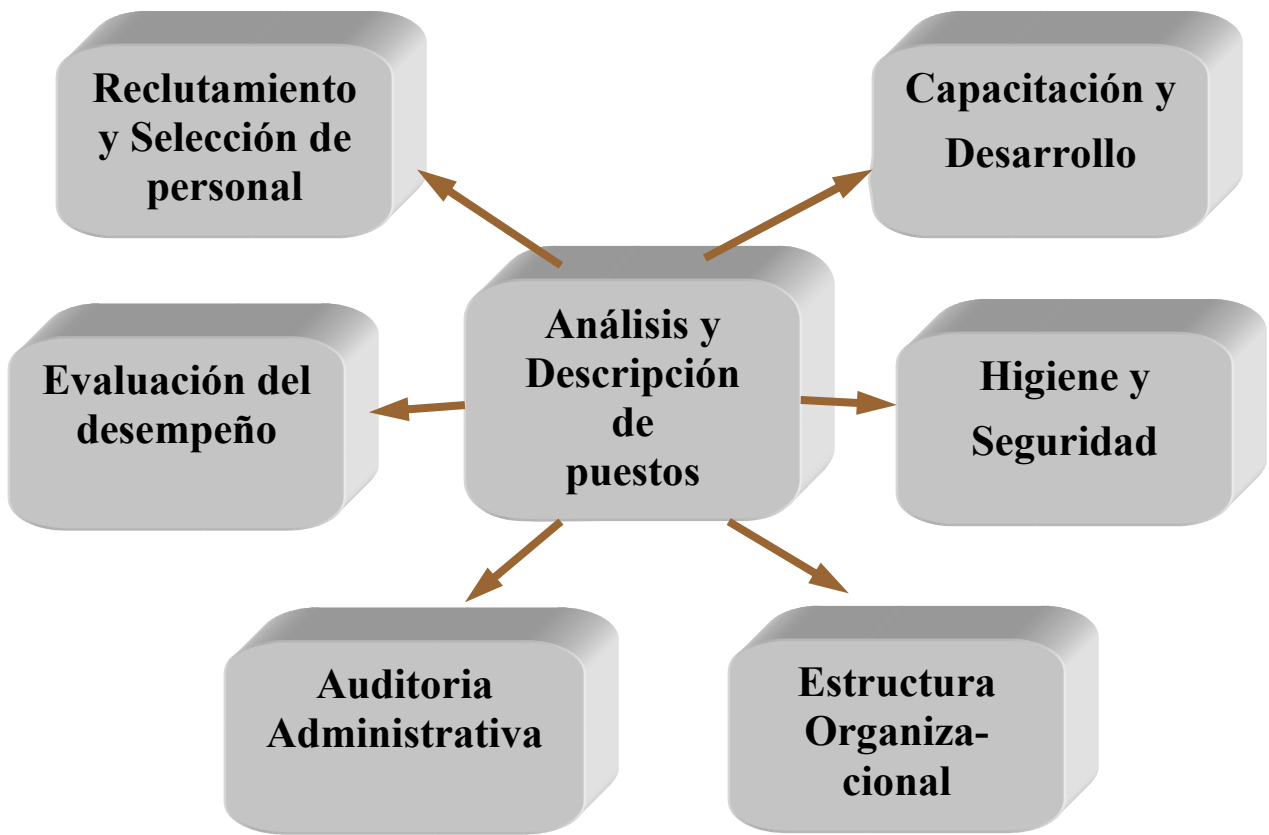 Reclutamiento
y Selección de
personal
Capacitación y
Desarrollo
Análisis y
Descripción
de
puestos
Evaluación del
desempeño
Higiene y
Seguridad
Auditoria
Administrativa
Estructura
Organiza-
cional